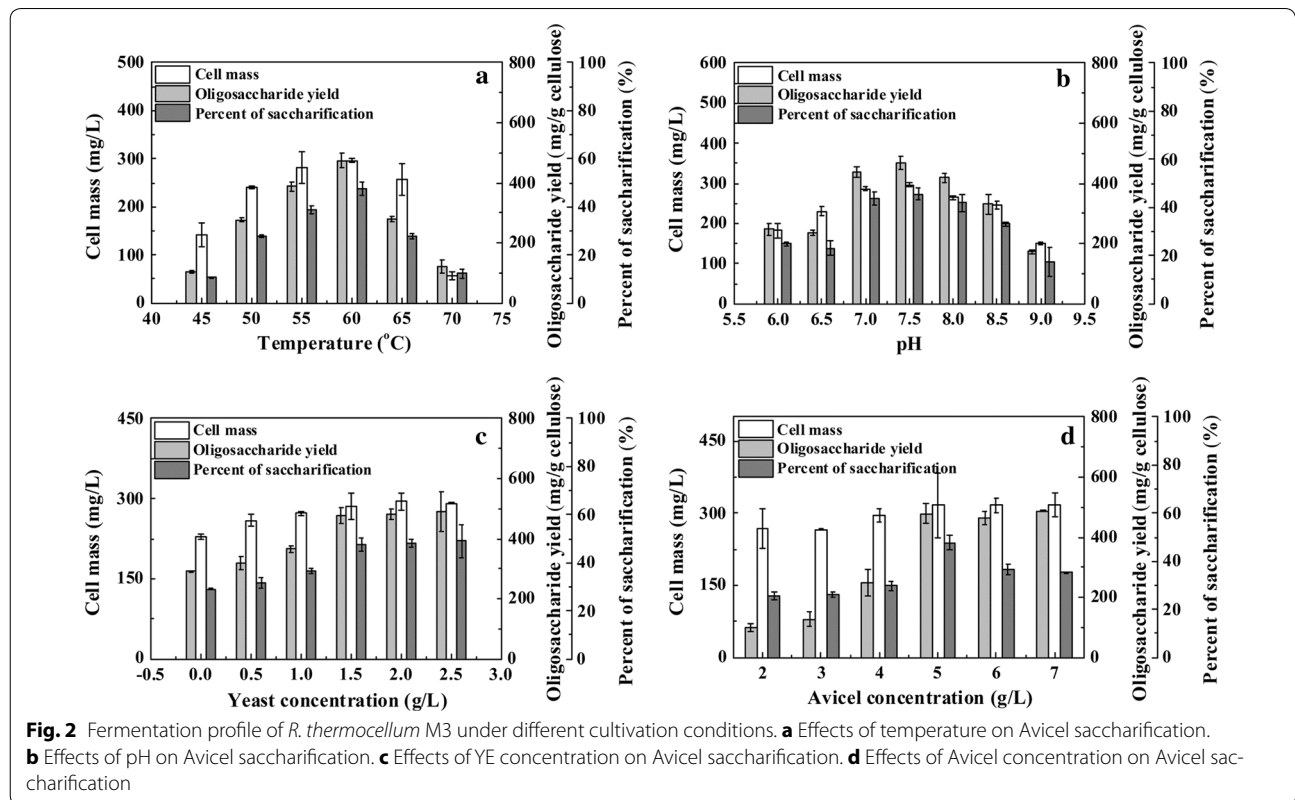 500
450
400
350
300
250
200
150
100
50
0
Cell mass (mg/L)
Cell mass
Oligosaccharide yield
Percent of saccharification
a
40 45 50 55 60 65 70 75
Temperature (°C)
800
600
400
200
0
Oligosaccharide yield (mg/g cellulose)
100
80
60
40
20
0
Percent of saccharification (%)
600
550
500
450
400
350
300
250
200
150
100
50
0
Cell mass (mg/L)
Cell mass
Oligosaccharide yield
Percent of saccharification
b
5.5 6.0 6.5 7.0 7.5 8.0 8.5 9.0 9.5
pH
800
600
400
200
0
Oligosaccharide yield (mg/g cellulose)
100
80
60
40
20
0
Percent of saccharification (%)
450
300
150
0
Cell mass (mg/L)
Cell mass
Oligosaccharide yield
Percent of saccharification
c
-0.5 0.0 0.5 1.0 1.5 2.0 2.5 3.0
Yeast concentration (g/L)
800
600
400
200
0
Oligosaccharide yield (mg/g cellulose)
100
80
60
40
20
0
Percent of saccharification (%)
450
300
150
0
Cell mass (mg/L)
Cell mass
Oligosaccharide yield
Percent of saccharification
d
2 3 4 5 6 7
Avicel concentration (g/L)
800
600
400
200
0
Oligosaccharide yield (mg/g cellulose)
100
80
60
40
20
0
Percent of saccharification (%)
Fig. 2 Fermentation profile of R. thermocellum M3 under different cultivation conditions. a Effects of temperature on Avicel saccharification.
b Effects of pH on Avicel saccharification. c Effects of YE concentration on Avicel saccharification. d Effects of Avicel concentration on Avicel sac-
charification